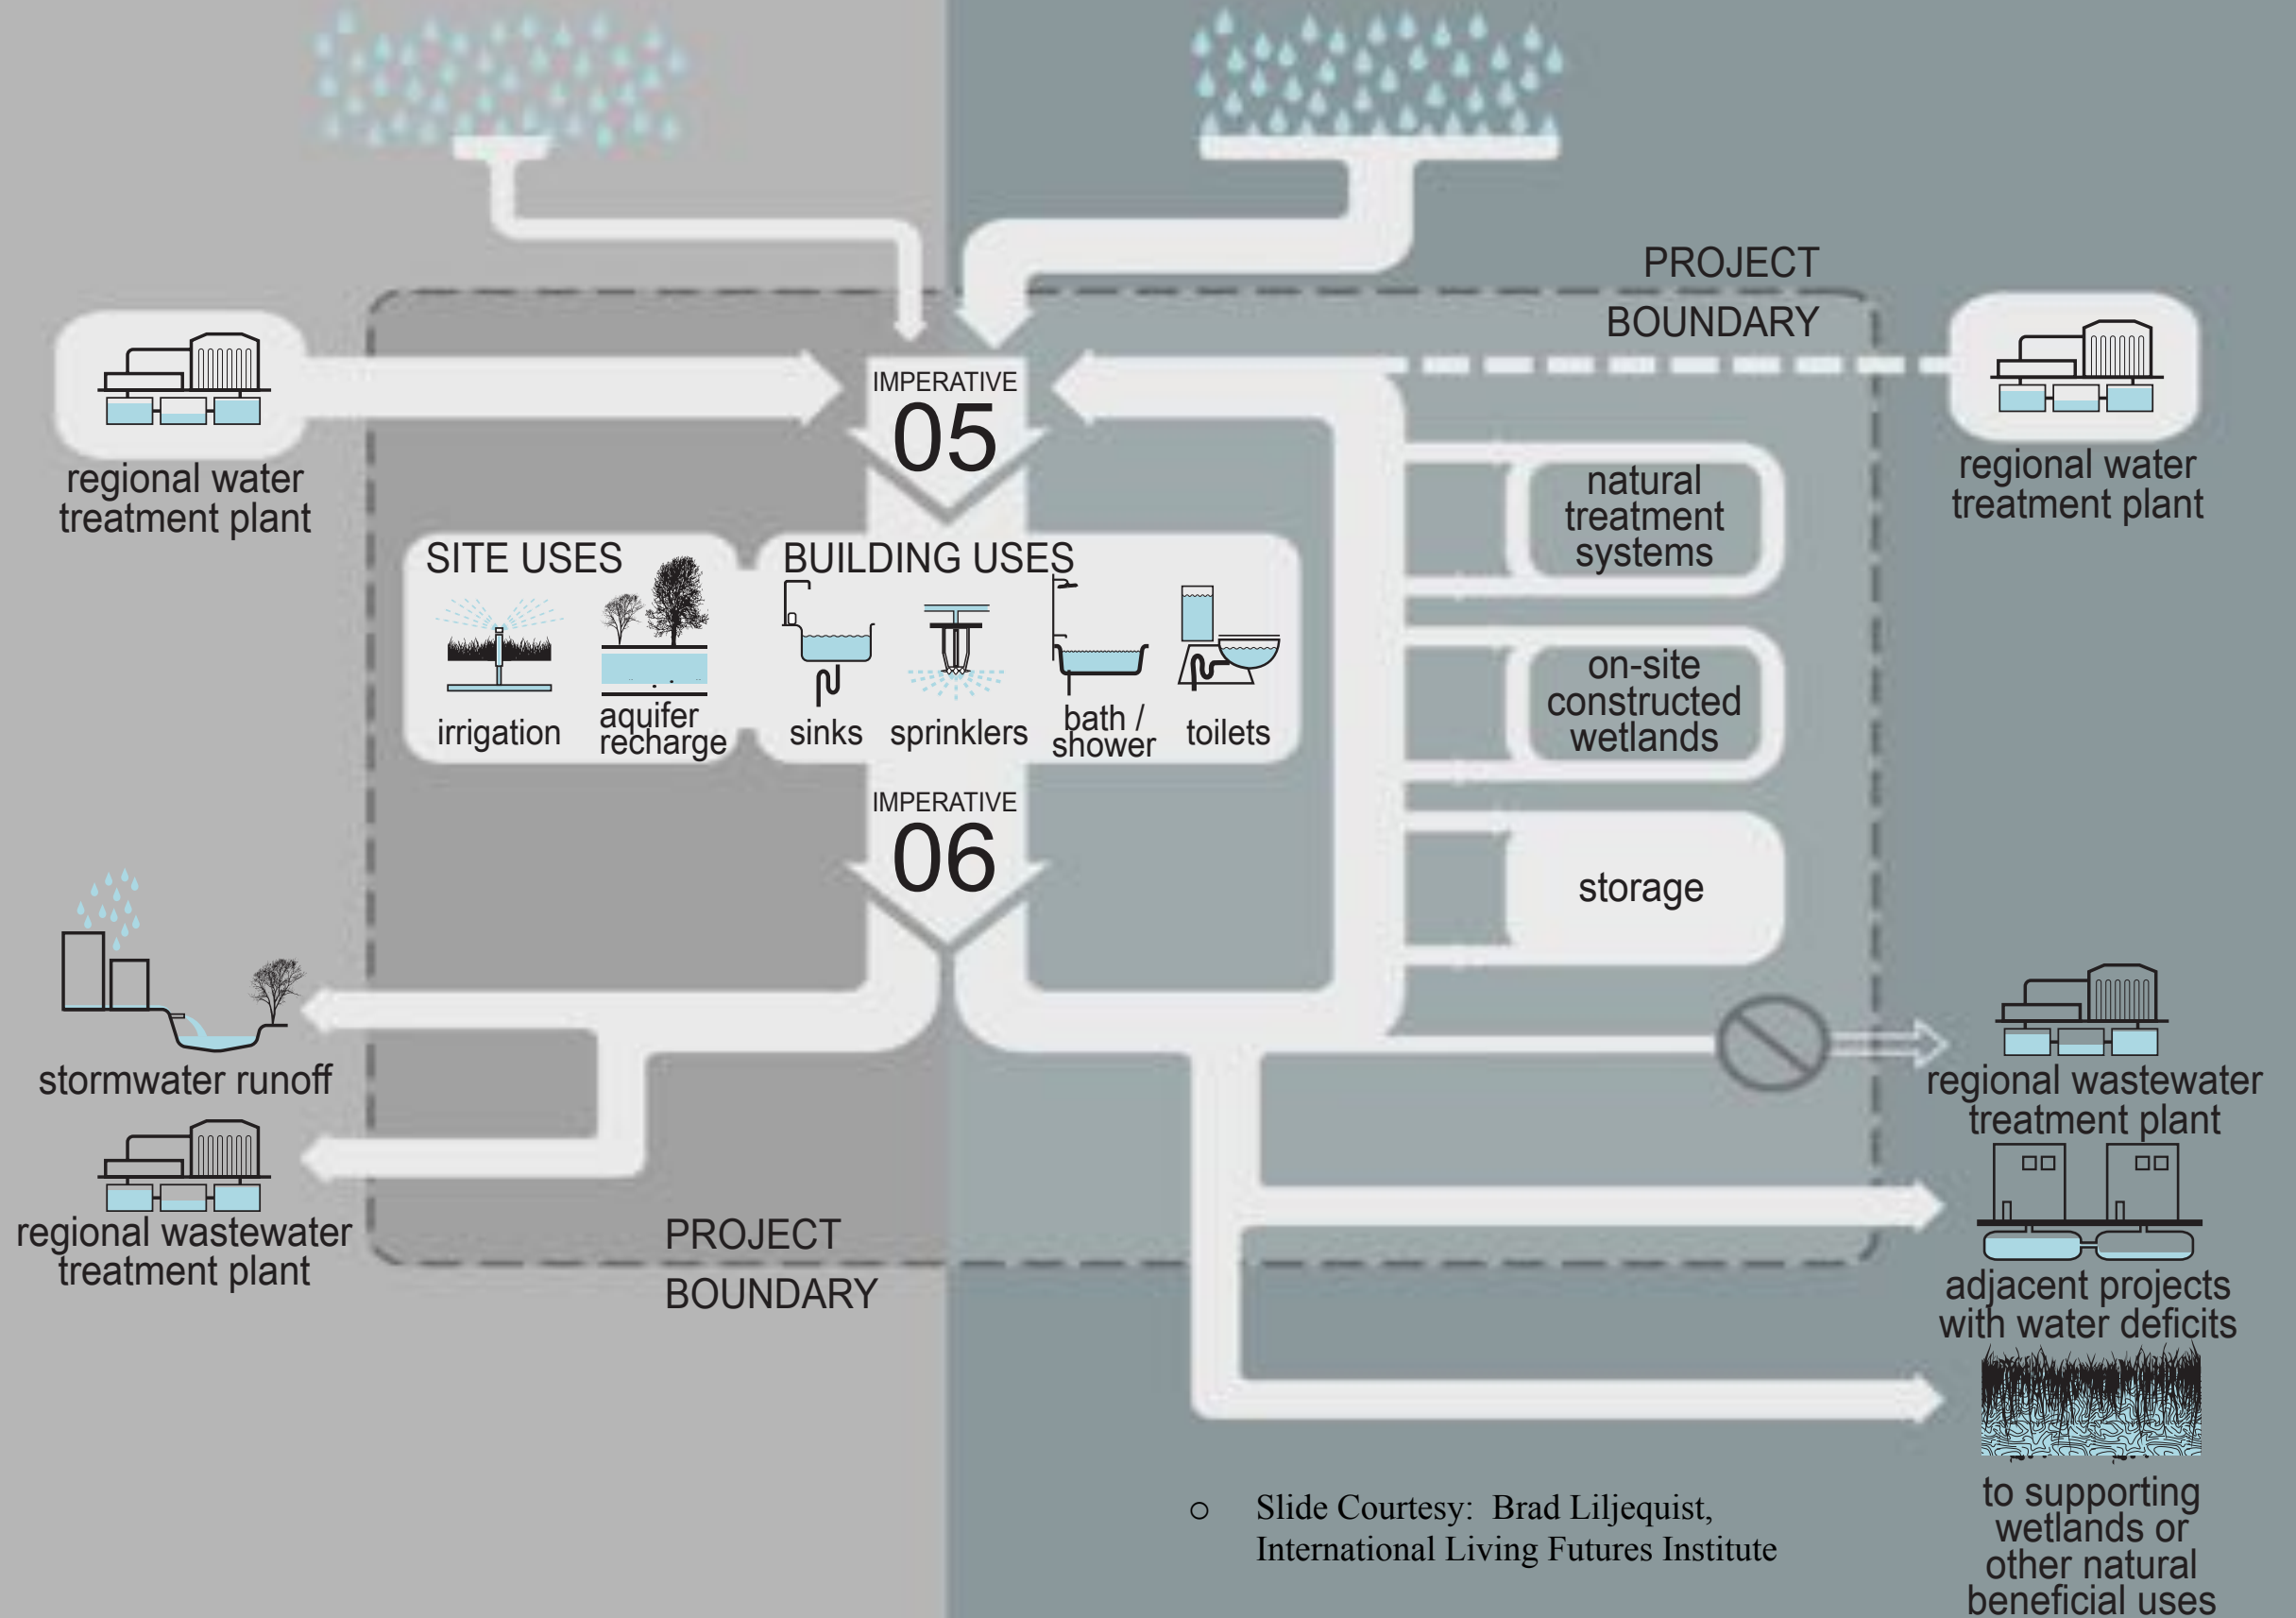 PROJECT
BOUNDARY
IMPERATIVE
05
regional water
treatment plant
regional water
treatment plant
natural
treatment
systems
SITE USES
BUILDING USES
irrigation
aquifer
recharge
sinks
sprinklers
bath /
shower
toilets
on-site
constructed
wetlands
IMPERATIVE
06
storage
stormwater runoff
regional wastewater
treatment plant
regional wastewater
treatment plant
PROJECT
BOUNDARY
adjacent projects
with water deficits
to supporting
wetlands or
other natural
beneficial uses
o Slide Courtesy: Brad Liljequist,
International Living Futures Institute